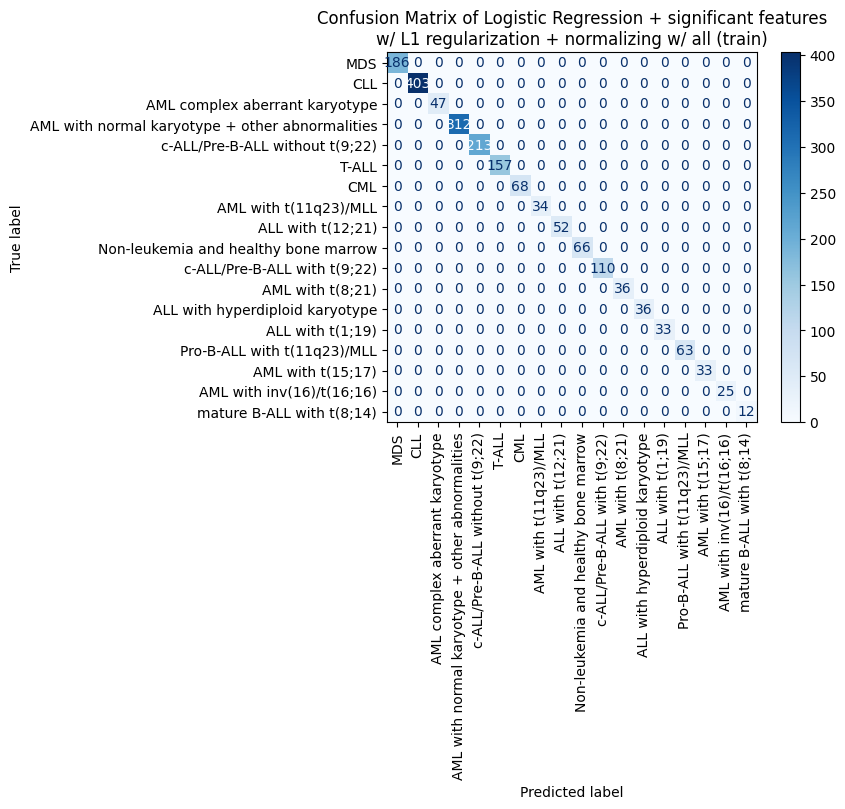 Confusion Matrix of Logistic Regression + significant features
w/ L1 regularization + normalizing w/ all (train)
True label
MDS 186 0 0 0 0 0 0 0 0 0 0 0 0 0 0 0 0 0
CLL 0 403 0 0 0 0 0 0 0 0 0 0 0 0 0 0 0 0
AML complex aberrant karyotype 0 0 47 0 0 0 0 0 0 0 0 0 0 0 0 0 0 0
AML with normal karyotype + other abnormalities 0 0 0 312 0 0 0 0 0 0 0 0 0 0 0 0 0 0
c-ALL/Pre-B-ALL without t(9;22) 0 0 0 0 213 0 0 0 0 0 0 0 0 0 0 0 0 0
T-ALL 0 0 0 0 0 157 0 0 0 0 0 0 0 0 0 0 0 0
CML 0 0 0 0 0 0 68 0 0 0 0 0 0 0 0 0 0 0
AML with t(11q23)/MLL 0 0 0 0 0 0 0 34 0 0 0 0 0 0 0 0 0 0
ALL with t(12;21) 0 0 0 0 0 0 0 0 52 0 0 0 0 0 0 0 0 0
Non-leukemia and healthy bone marrow 0 0 0 0 0 0 0 0 0 66 0 0 0 0 0 0 0 0
c-ALL/Pre-B-ALL with t(9;22) 0 0 0 0 0 0 0 0 0 0 110 0 0 0 0 0 0 0
AML with t(8;21) 0 0 0 0 0 0 0 0 0 0 0 36 0 0 0 0 0 0
ALL with hyperdiploid karyotype 0 0 0 0 0 0 0 0 0 0 0 0 36 0 0 0 0 0
ALL with t(1;19) 0 0 0 0 0 0 0 0 0 0 0 0 0 33 0 0 0 0
Pro-B-ALL with t(11q23)/MLL 0 0 0 0 0 0 0 0 0 0 0 0 0 0 63 0 0 0
AML with t(15;17) 0 0 0 0 0 0 0 0 0 0 0 0 0 0 0 33 0 0
AML with inv(16)/t(16;16) 0 0 0 0 0 0 0 0 0 0 0 0 0 0 0 0 25 0
mature B-ALL with t(8;14) 0 0 0 0 0 0 0 0 0 0 0 0 0 0 0 0 0 12
MDS
CLL
AML complex aberrant karyotype
AML with normal karyotype + other abnormalities
c-ALL/Pre-B-ALL without t(9;22)
T-ALL
CML
AML with t(11q23)/MLL
ALL with t(12;21)
Non-leukemia and healthy bone marrow
c-ALL/Pre-B-ALL with t(9;22)
AML with t(8;21)
ALL with hyperdiploid karyotype
ALL with t(1;19)
Pro-B-ALL with t(11q23)/MLL
AML with t(15;17)
AML with inv(16)/t(16;16)
mature B-ALL with t(8;14)
Predicted label
400
350
300
250
200
150
100
50
0